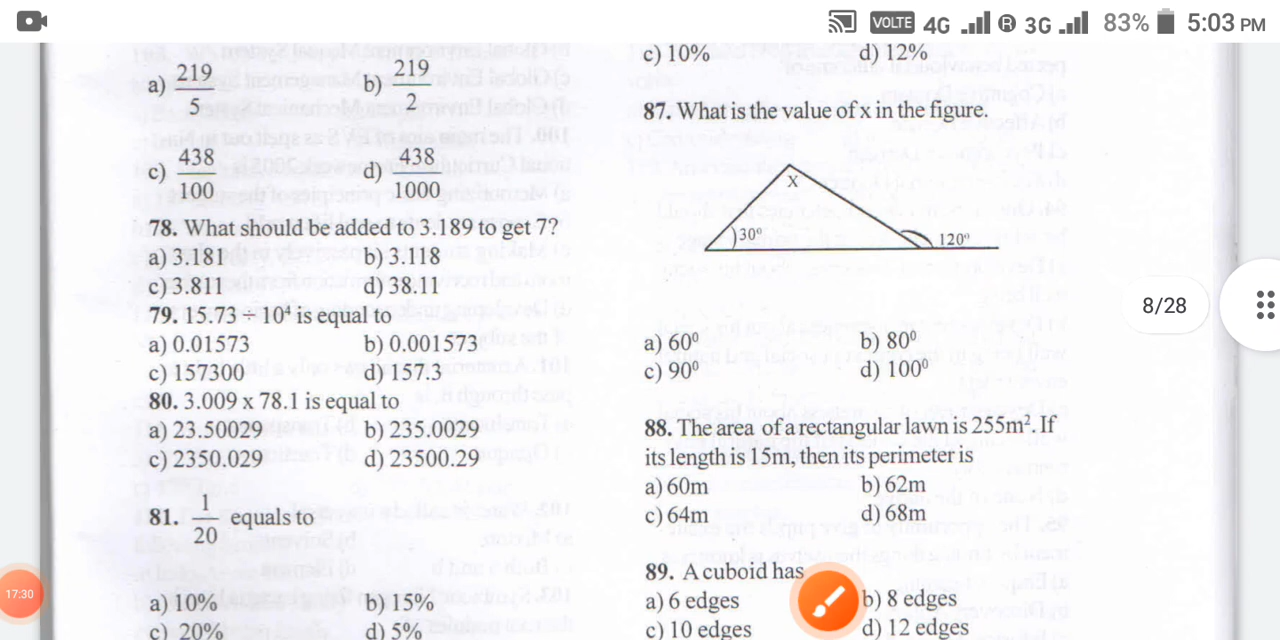 VOLTE 4G R 3G 83% 5:03 PM
a) 219/5 b) 219/2
c) 438/100 d) 438/1000
78. What should be added to 3.189 to get 7?
a) 3.181 b) 3.118
c) 3.811 d) 38.11
79. 15.73 ÷ 10⁴ is equal to
a) 0.01573 b) 0.001573
c) 157300 d) 1573
80. 3.009 x 78.1 is equal to
a) 23.50029 b) 235.0029
c) 2350.029 d) 23500.29
81. 1/20 equals to
a) 10% b) 15%
c) 20% d) 5%
c) 10% d) 12%
87. What is the value of x in the figure.
X
30⁰ 120⁰
a) 60⁰ b) 80⁰
c) 90⁰ d) 100⁰
88. The area of a rectangular lawn is 255m². If
its length is 15m, then its perimeter is
a) 60m b) 62m
c) 64m d) 68m
89. A cuboid has
a) 6 edges b) 8 edges
c) 10 edges d) 12 edges
8/28
17:30